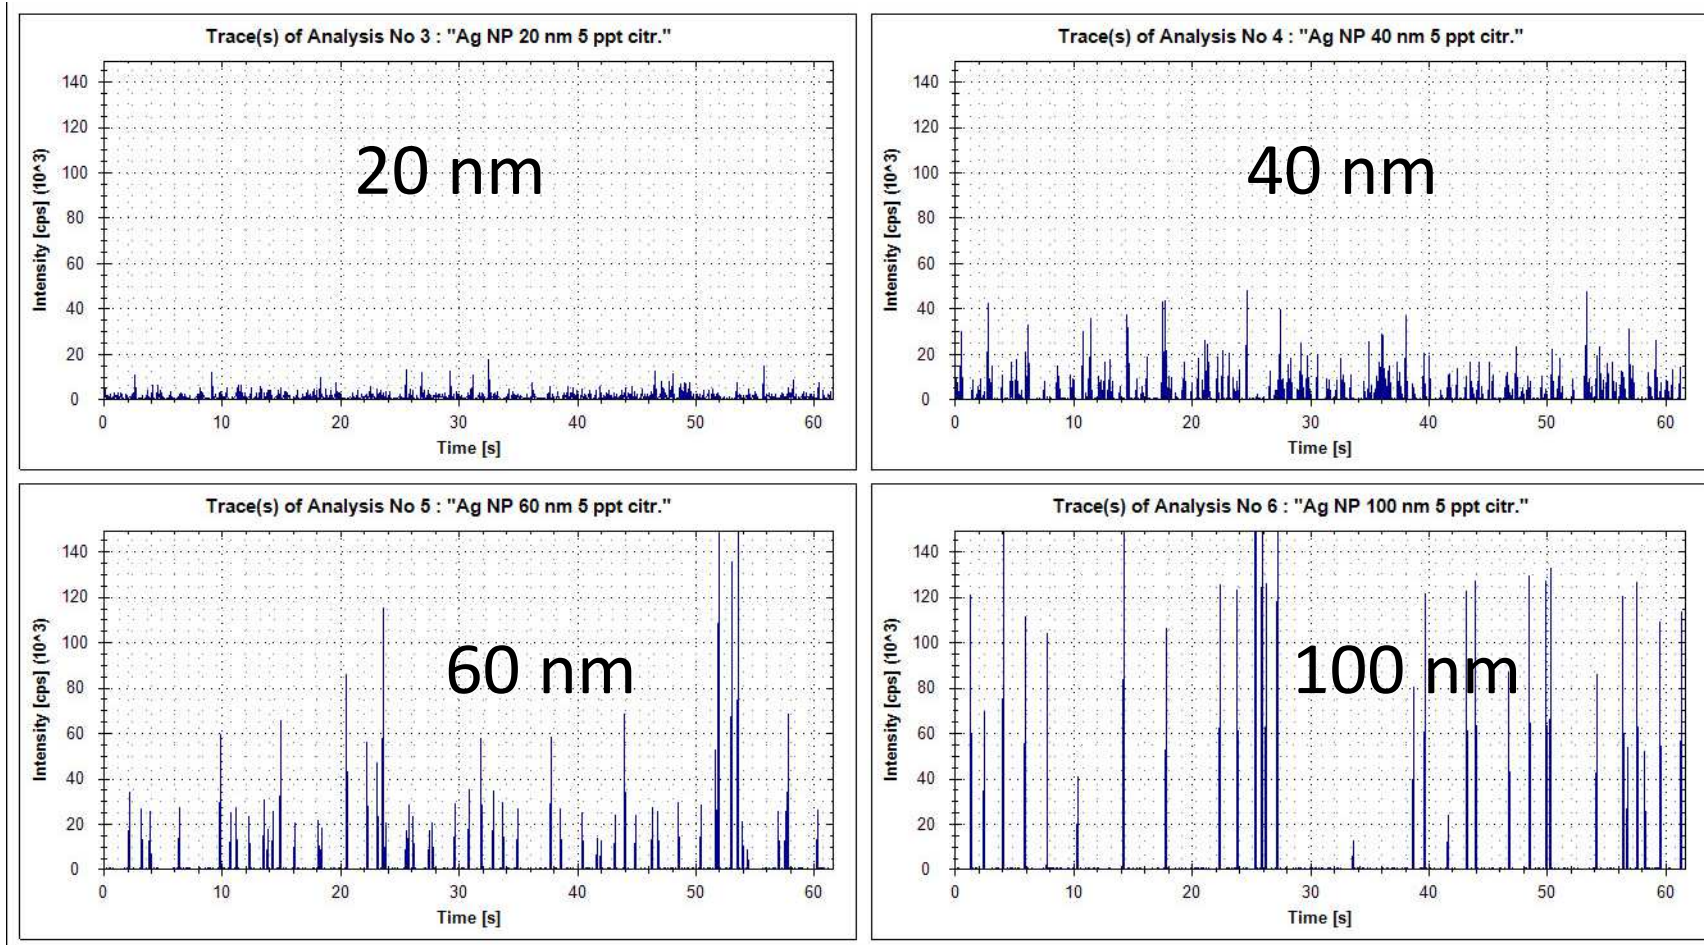 Trace(s) of Analysis No 3 : "Ag NP 20 nm 5 ppt citr."
Intensity [cps] (10^3)
140
120
100
80
60
40
20
0
20 nm
0 10 20 30 40 50 60
Time [s]
Trace(s) of Analysis No 4 : "Ag NP 40 nm 5 ppt citr."
Intensity [cps] (10^3)
140
120
100
80
60
40
20
0
40 nm
0 10 20 30 40 50 60
Time [s]
Trace(s) of Analysis No 5 : "Ag NP 60 nm 5 ppt citr."
Intensity [cps] (10^3)
140
120
100
80
60
40
20
0
60 nm
0 10 20 30 40 50 60
Time [s]
Trace(s) of Analysis No 6 : "Ag NP 100 nm 5 ppt citr."
Intensity [cps] (10^3)
140
120
100
80
60
40
20
0
100 nm
0 10 20 30 40 50 60
Time [s]